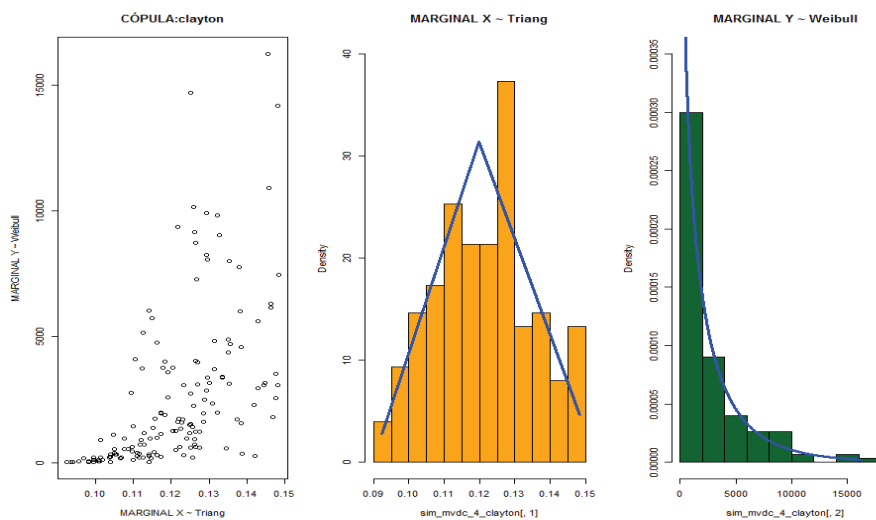 CÓPULA:clayton
MARGINAL Y ~ Weibull
15000
10000
5000
0
0.10 0.11 0.12 0.13 0.14 0.15
MARGINAL X ~ Triang
MARGINAL X ~ Triang
Density
40
30
20
10
0
0.09 0.10 0.11 0.12 0.13 0.14 0.15
sim_mvdc_4_clayton[, 1]
MARGINAL Y ~ Weibull
Density
0.00035
0.00030
0.00025
0.00020
0.00015
0.00010
0.00005
0.00000
0 5000 10000 15000
sim_mvdc_4_clayton[, 2]